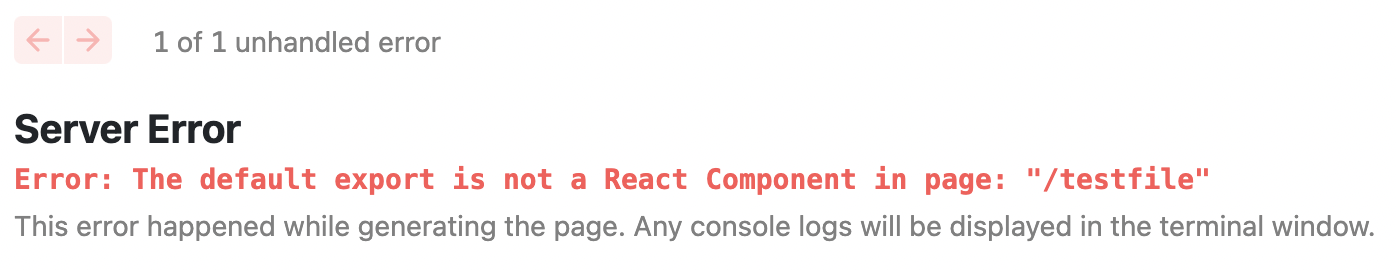 1 of 1 unhandled error
Server Error
Error: The default export is not a React Component in page: "/testfile"
This error happened while generating the page. Any console logs will be displayed in the terminal window.